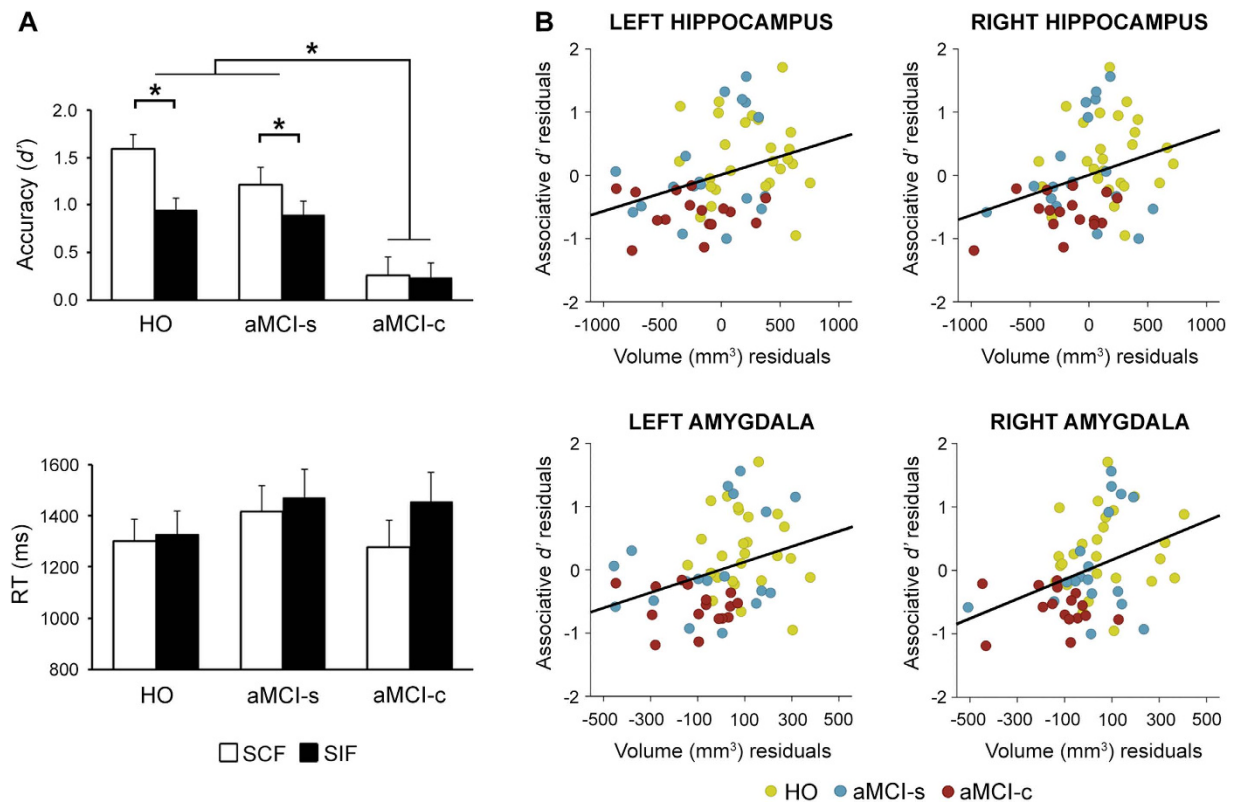 A
*
*
*
Accuracy (d')
2.0
1.5
1.0
0.5
0.0
HO
aMCI-s
aMCI-c
RT (ms)
1600
1400
1200
1000
800
HO
aMCI-s
aMCI-c
SCF
SIF
B
LEFT HIPPOCAMPUS
Associative d' residuals
2
1
0
-1
-2
-1000
-500
0
500
1000
Volume (mm³) residuals
RIGHT HIPPOCAMPUS
Associative d' residuals
2
1
0
-1
-2
-1000
-500
0
500
1000
Volume (mm³) residuals
LEFT AMYGDALA
Associative d' residuals
2
1
0
-1
-2
-500
-300
-100
100
300
500
Volume (mm³) residuals
RIGHT AMYGDALA
Associative d' residuals
2
1
0
-1
-2
-500
-300
-100
100
300
500
Volume (mm³) residuals
HO
aMCI-s
aMCI-c